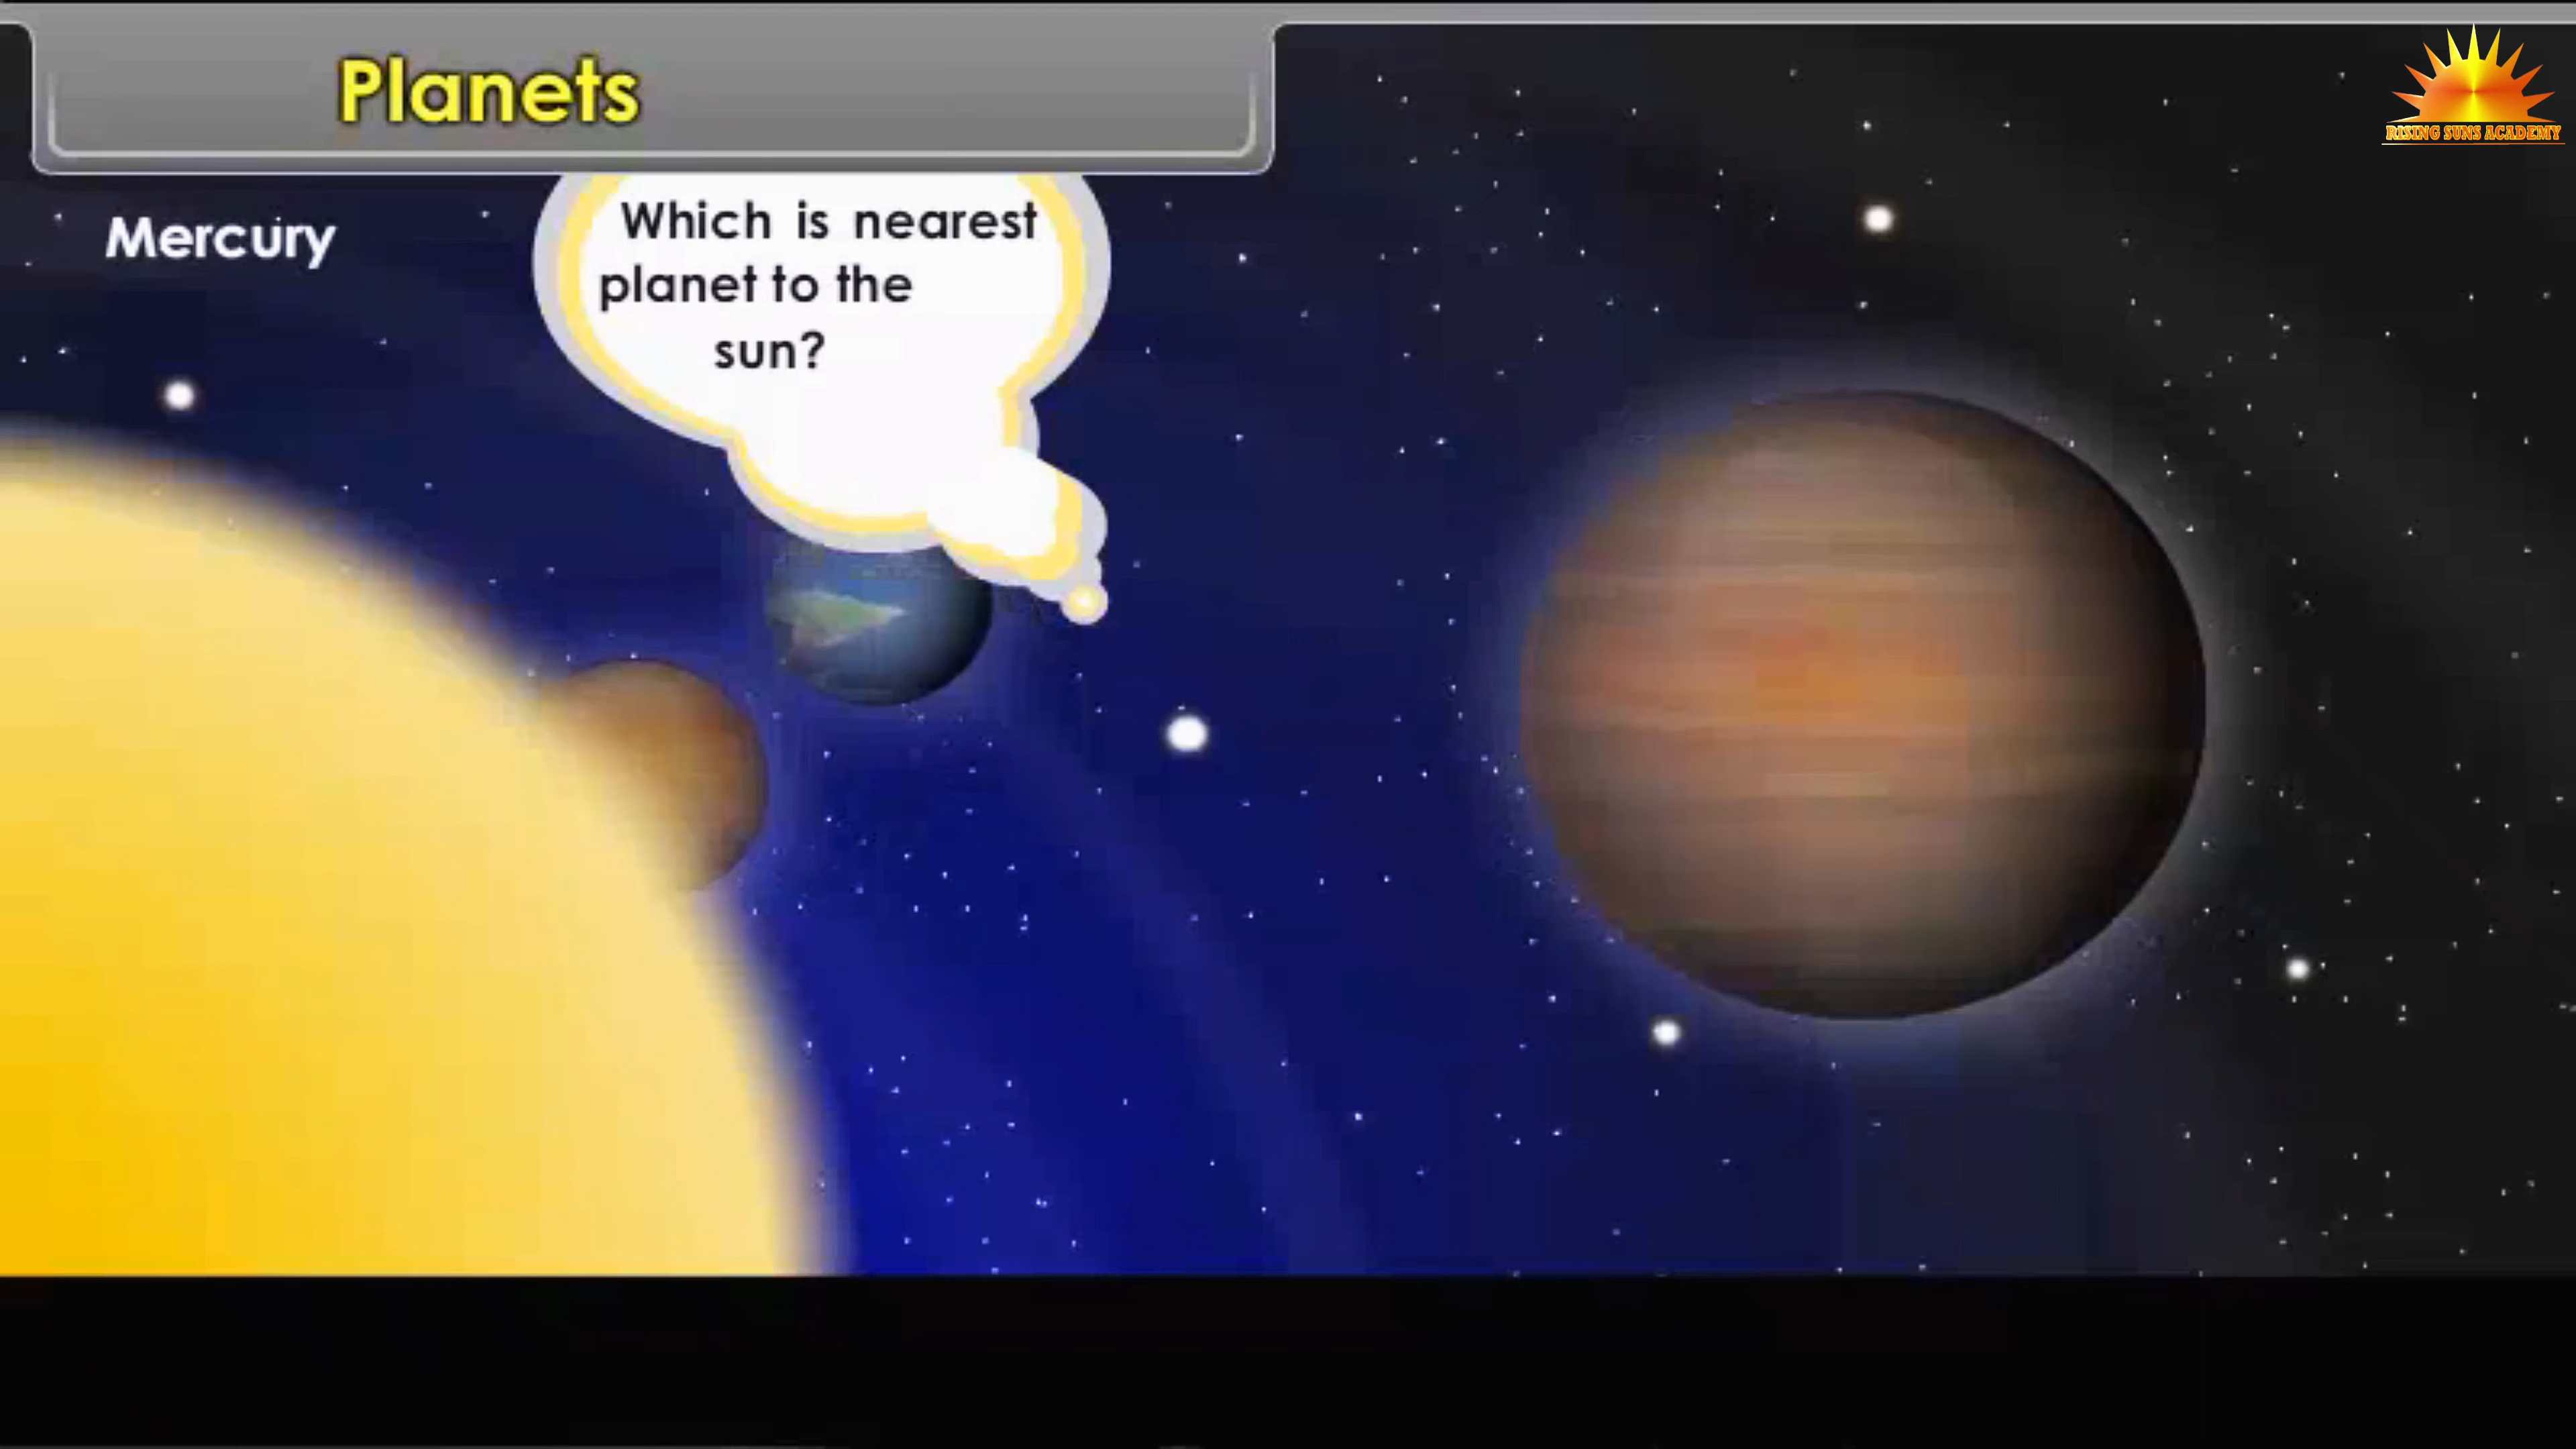 Planets
RISING SUNS ACADEMY
Mercury
Which is nearest
planet to the
sun?